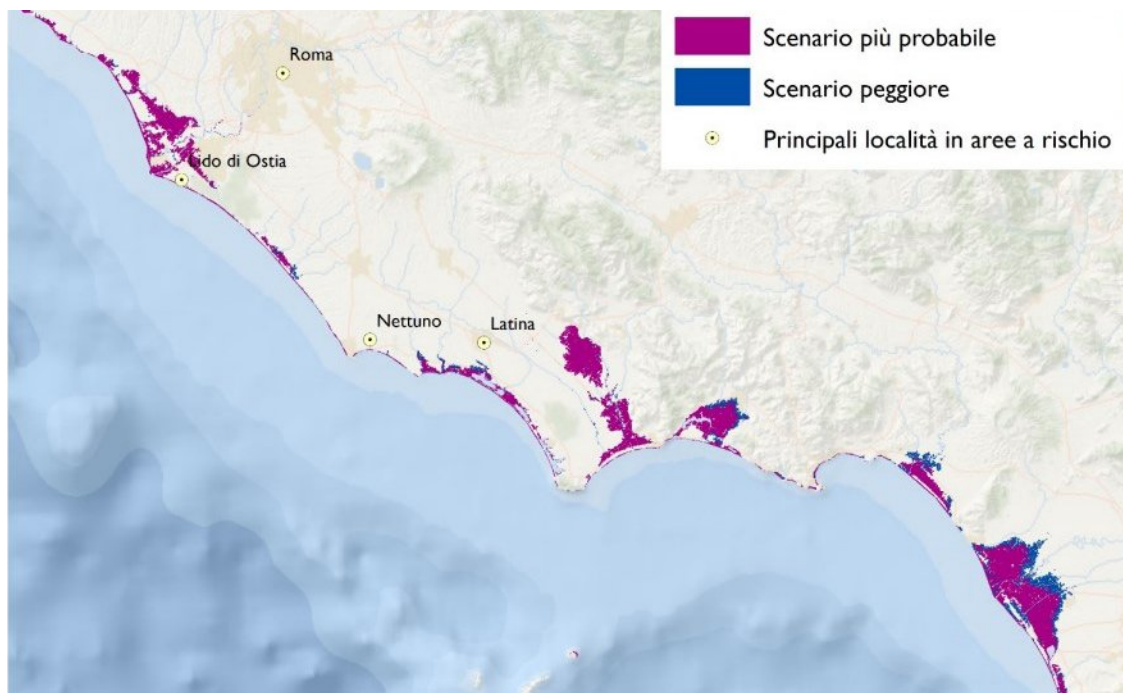 Scenario più probabile
Scenario peggiore
Principali località in aree a rischio
Roma
Lido di Ostia
Nettuno
Latina